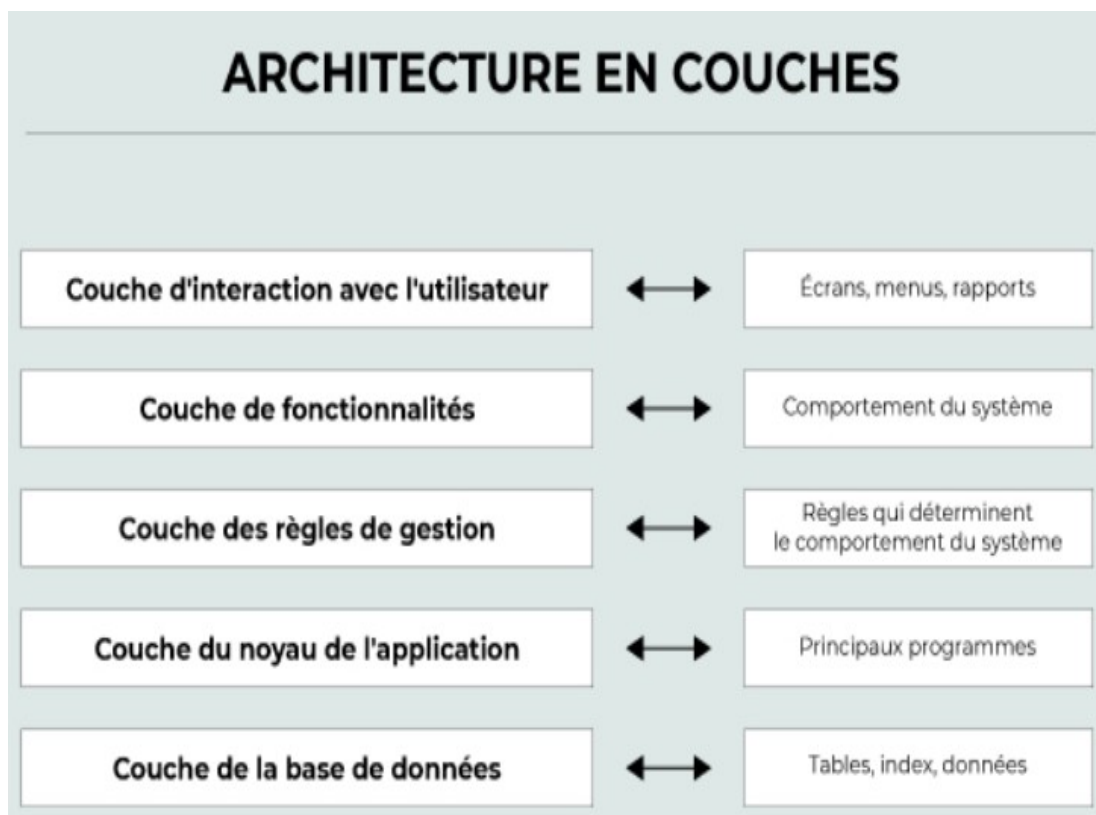 ARCHITECTURE EN COUCHES
Couche d'interaction avec l'utilisateur
Écrans, menus, rapports
Couche de fonctionnalités
Comportement du système
Couche des règles de gestion
Règles qui déterminent
le comportement du système
Couche du noyau de l'application
Principaux programmes
Couche de la base de données
Tables, index, données